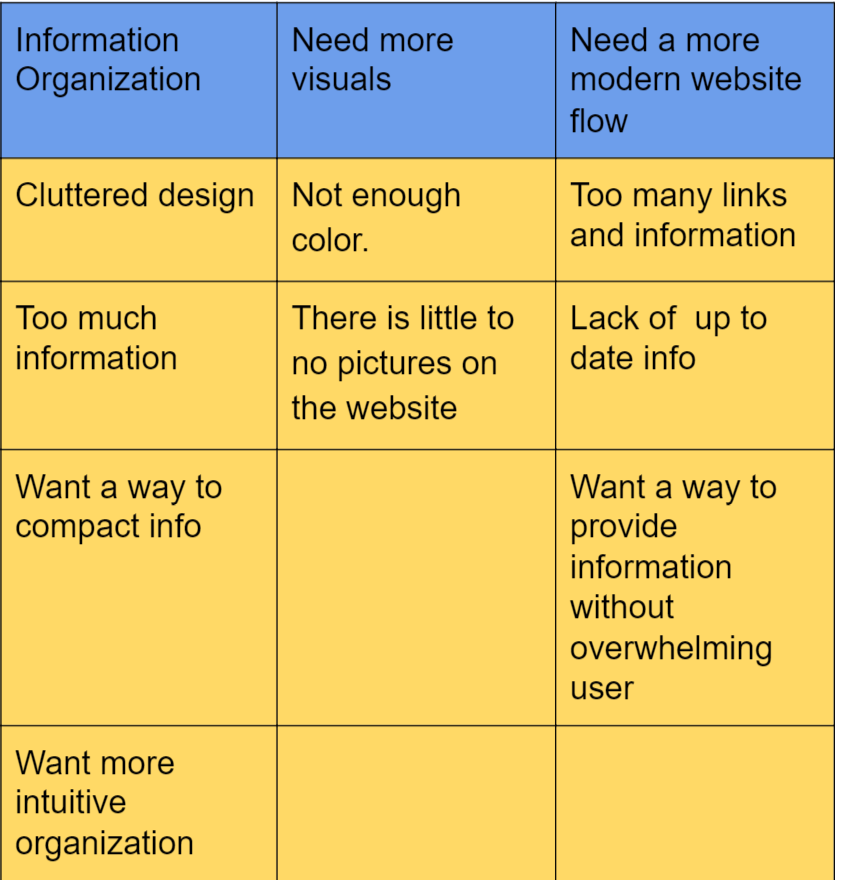 Information
Organization
Need more
visuals
Need a more
modern website
flow
Cluttered design
Not enough
color.
Too many links
and information
Too much
information
There is little to
no pictures on
the website
Lack of  up to
date info
Want a way to
compact info
Want a way to
provide
information
without
overwhelming
user
Want more
intuitive
organization